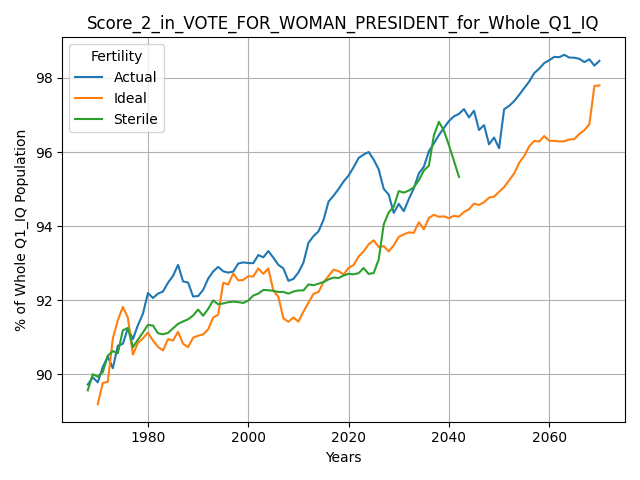 Score_2_in_VOTE_FOR_WOMAN_PRESIDENT_for_Whole_Q1_IQ
Fertility
Actual
Ideal
Sterile
% of Whole Q1_IQ Population
98
96
94
92
90
1980
2000
2020
2040
2060
Years